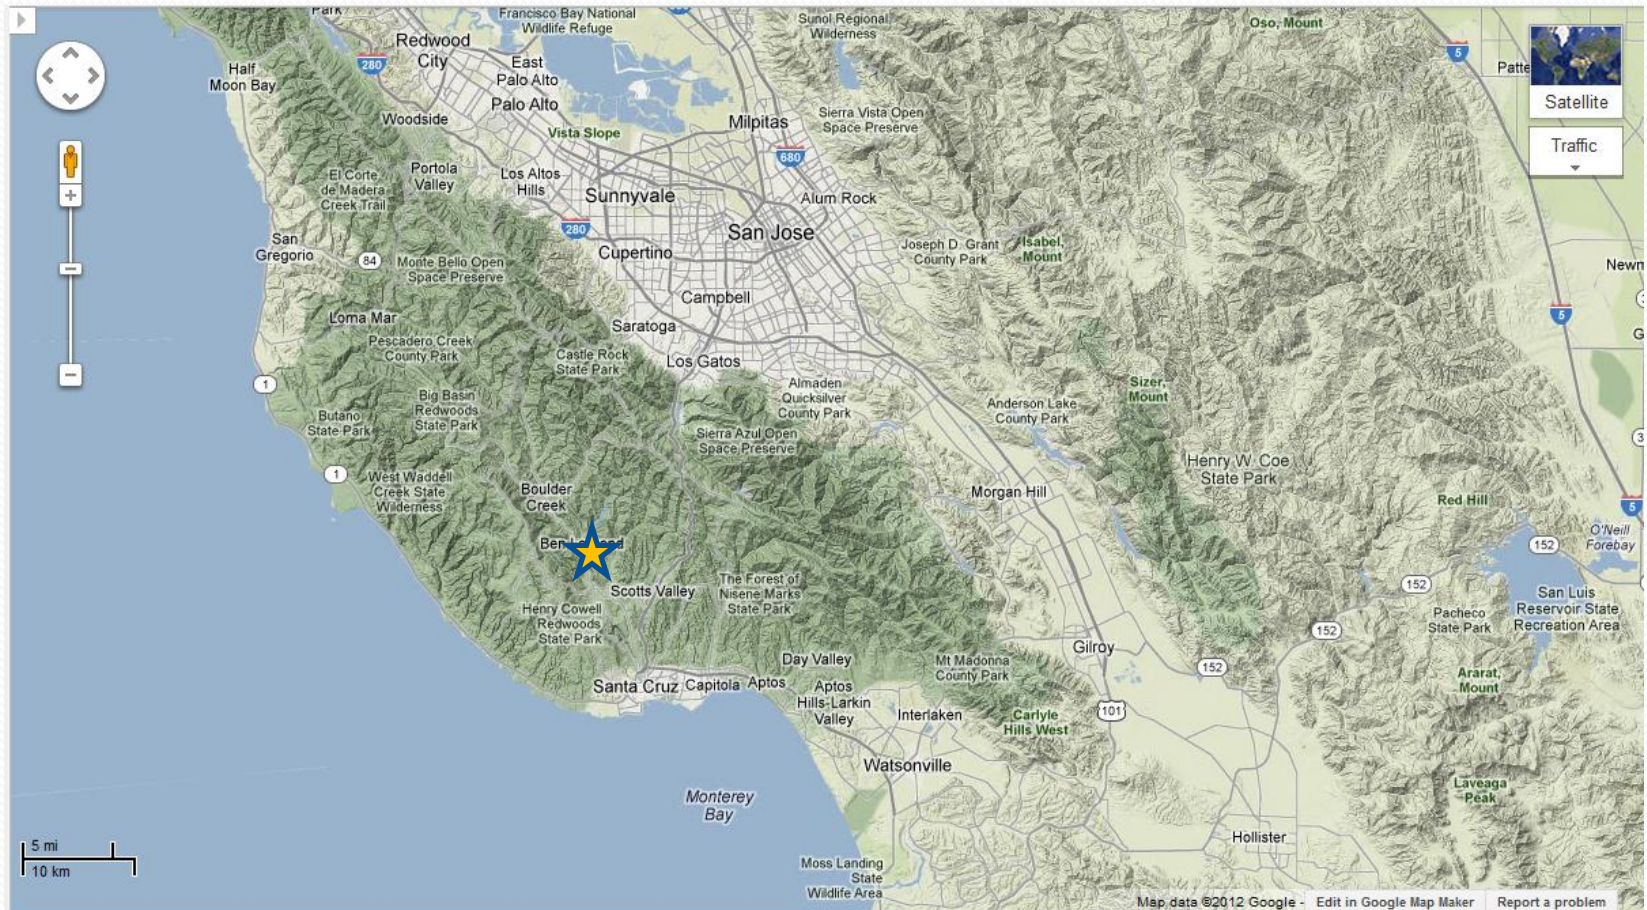 Park
Francisco Bay National
Wildlife Refuge
Sunol Regional
Wilderness
Oso, Mount
Redwood
City
280
East
Palo Alto
5
Patte
Half
Moon Bay
Palo Alto
Satellite
Woodside
Vista Slope
Milpitas
Sierra Vista Open
Space Preserve
Traffic
680
El Corte
de Madera
Creek Trail
Portola
Valley
Los Altos
Hills
Sunnyvale
Alum Rock
280
San Jose
San
Gregorio
84
Monte Bello Open
Space Preserve
Cupertino
Joseph D. Grant
County Park
Isabel,
Mount
Newm
Campbell
5
Loma Mar
Saratoga
Pescadero Creek
County Park
Castle Rock
State Park
Los Gatos
1
Almaden
Quicksilver
County Park
Sizer,
Mount
Big Basin
Redwoods
State Park
Anderson Lake
County Park
Butano
State Park
Sierra Azul Open
Space Preserve
1
West Waddell
Creek State
Wilderness
Boulder
Creek
Morgan Hill
Henry W. Coe
State Park
Red Hill
5
O'Neill
Forebay
152
Scotts Valley
The Forest of
Nisene Marks
State Park
152
San Luis
Reservoir State
Recreation Area
Henry Cowell
Redwoods
State Park
Pacheco
State Park
152
Gilroy
Day Valley
Mt Madonna
County Park
152
Santa Cruz
Capitola
Aptos
Aptos
Hills-Larkin
Valley
Ararat,
Mount
Interlaken
Carlyle
Hills West
101
Watsonville
Monterey
Bay
Laveaga
Peak
Hollister
5 mi
10 km
Moss Landing
State
Wildlife Area
Map data ©2012 Google - Edit in Google Map Maker Report a problem